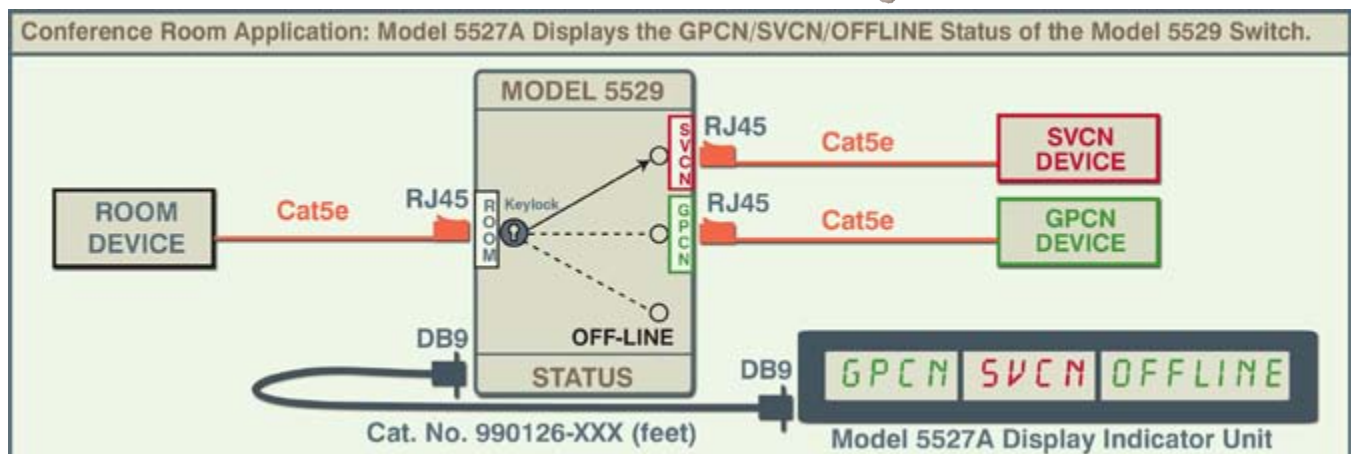 Conference Room Application: Model 5527A Displays the GPCN/SVCN/OFFLINE Status of the Model 5529 Switch.
MODEL 5529
ROOM
DEVICE
Cat5e
RJ45
ROOM
Keylock
SVCN
RJ45
Cat5e
SVCN
DEVICE
GPCN
RJ45
Cat5e
GPCN
DEVICE
OFF-LINE
STATUS
DB9
Cat. No. 990126-XXX (feet)
DB9
GPCN SVCN OFFLINE
Model 5527A Display Indicator Unit